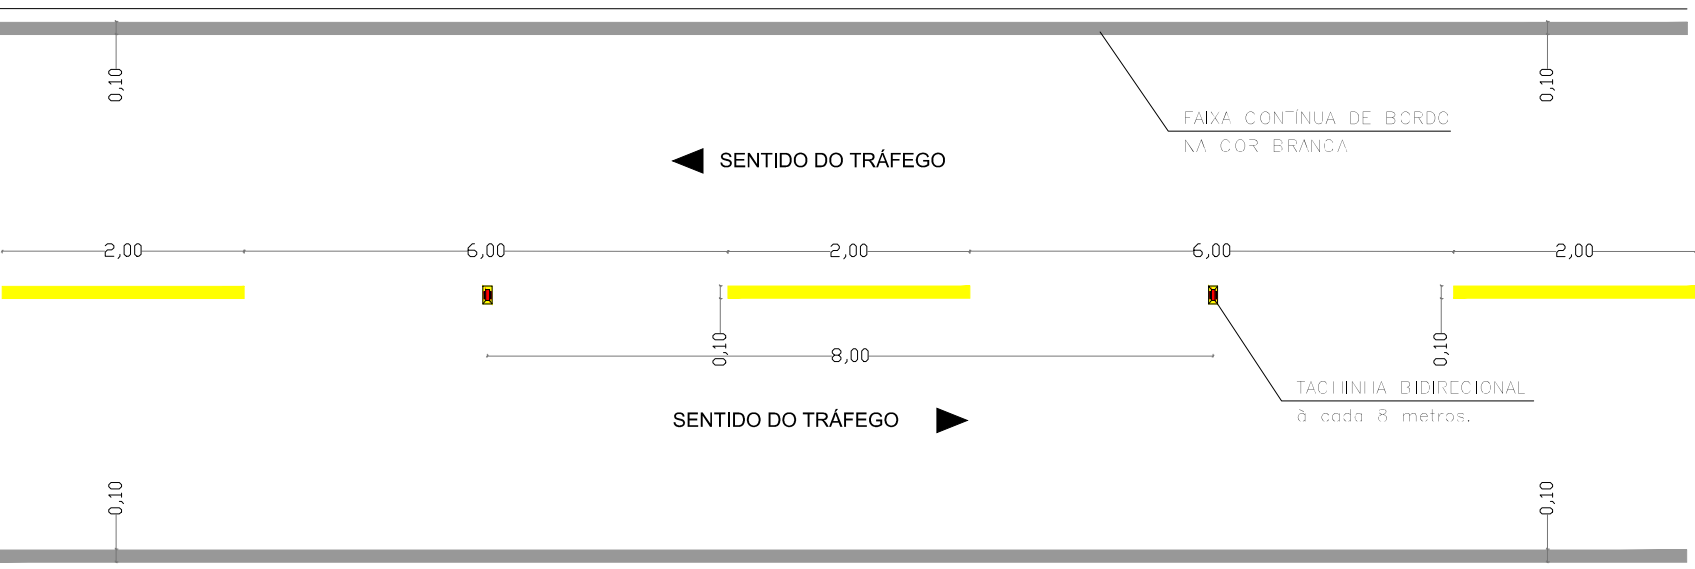 0,10
0,10
FAIXA CONTÍNUA DE BORDO
NA COR BRANCA
SENTIDO DO TRÁFEGO
2,00 6,00 2,00 6,00 2,00
0,10
0,10
8,00
TACHINHA BIDIRECIONAL
à cada 8 metros.
SENTIDO DO TRÁFEGO
0,10
0,10